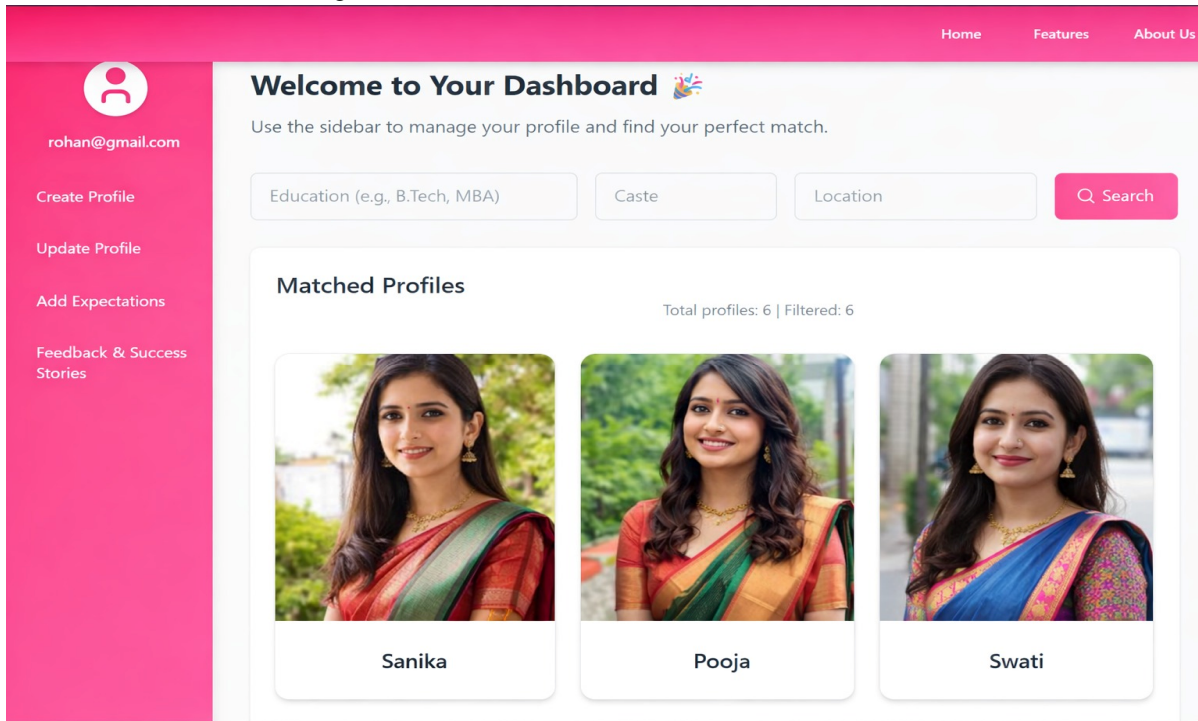 Home Features About Us
rohan@gmail.com
Create Profile
Update Profile
Add Expectations
Feedback & Success
Stories
Welcome to Your Dashboard 🎉
Use the sidebar to manage your profile and find your perfect match.
Education (e.g., B.Tech, MBA) Caste Location Search
Matched Profiles
Total profiles: 6 | Filtered: 6
Sanika Pooja Swati